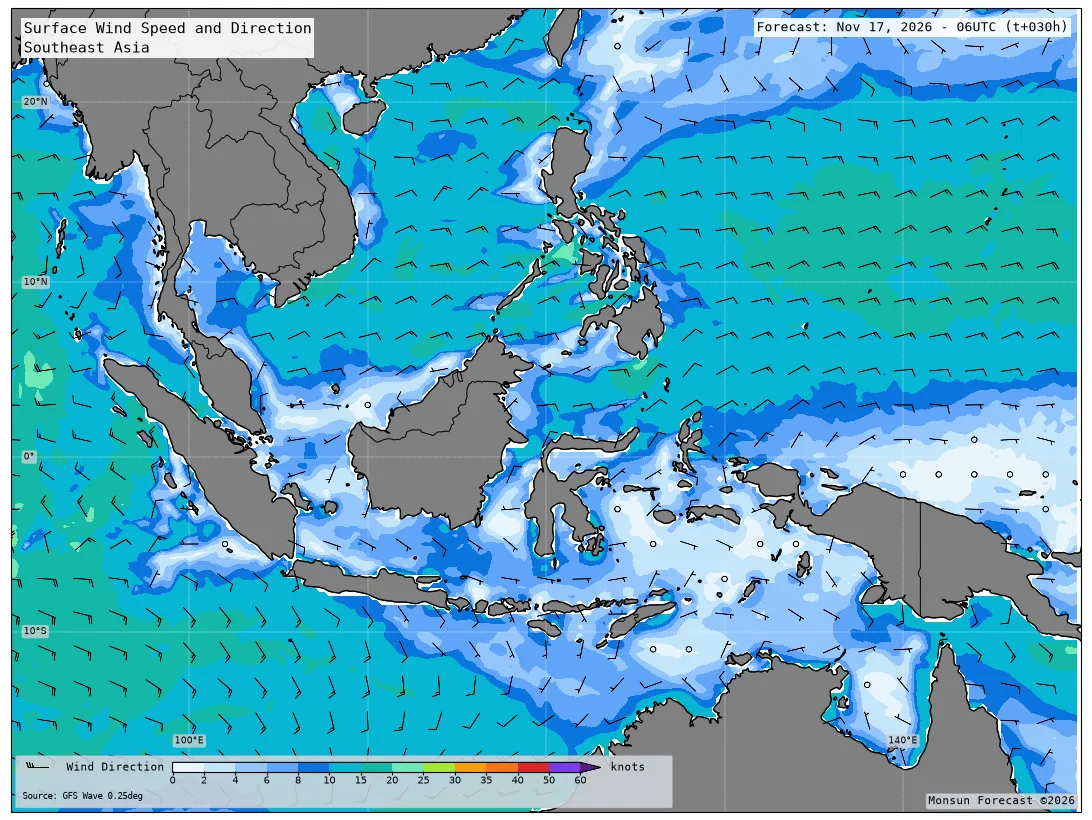 Surface Wind Speed and Direction
Southeast Asia
Forecast: Nov 17, 2026 - 06UTC (t+030h)
20°N
10°N
0°
10°S
100°E
140°E
Wind Direction
0 2 4 6 8 10 15 20 25 30 35 40 50 60
knots
Source: GFS Wave 0.25deg
Monsun Forecast ©2026